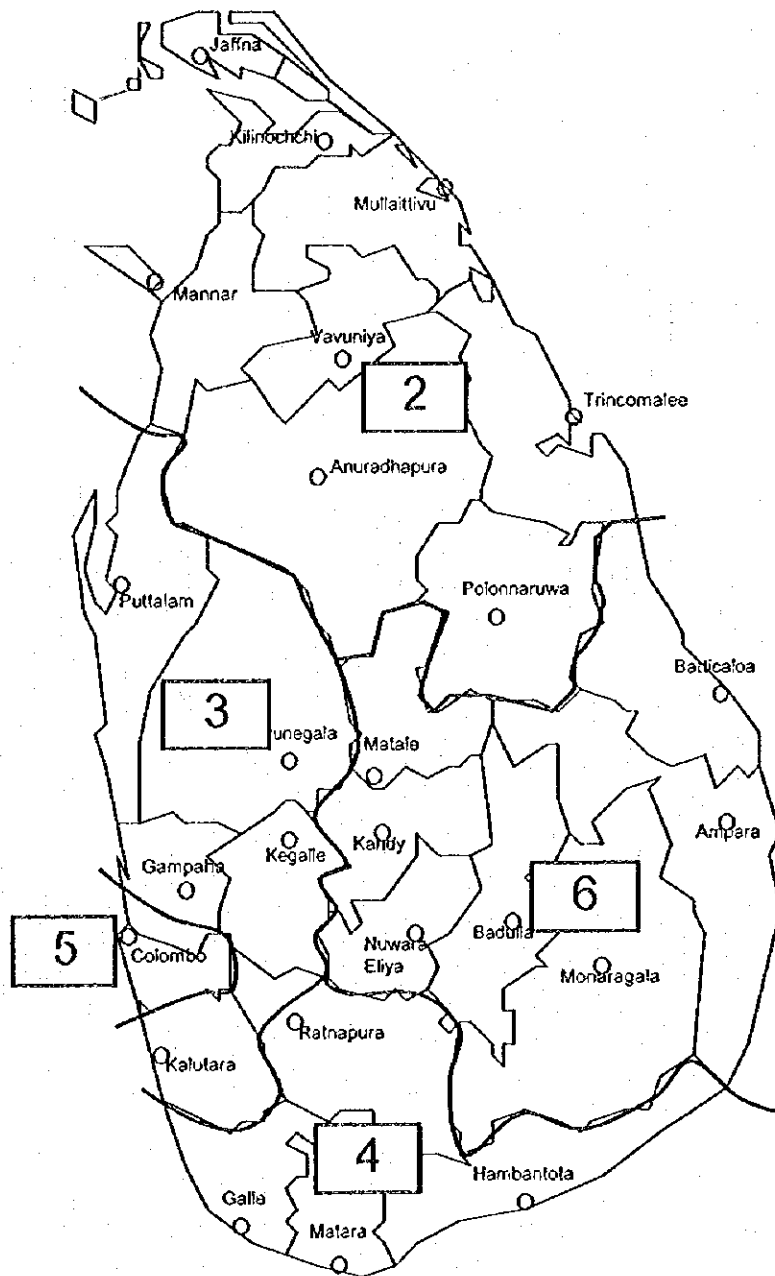 Jaffna
Kilinochchi
Mullaittivu
Mannar
Vavuniya
2
Trincomalee
Anuradhapura
Puttalam
Polonnaruwa
Batticaloa
3
unegala
Matale
Ampara
Kegalle
Kandy
Gampaha
6
5
Colombo
Nuwara
Eliya
Badulla
Monaragala
Ratnapura
Kalutara
4
Hambantota
Galle
Matara